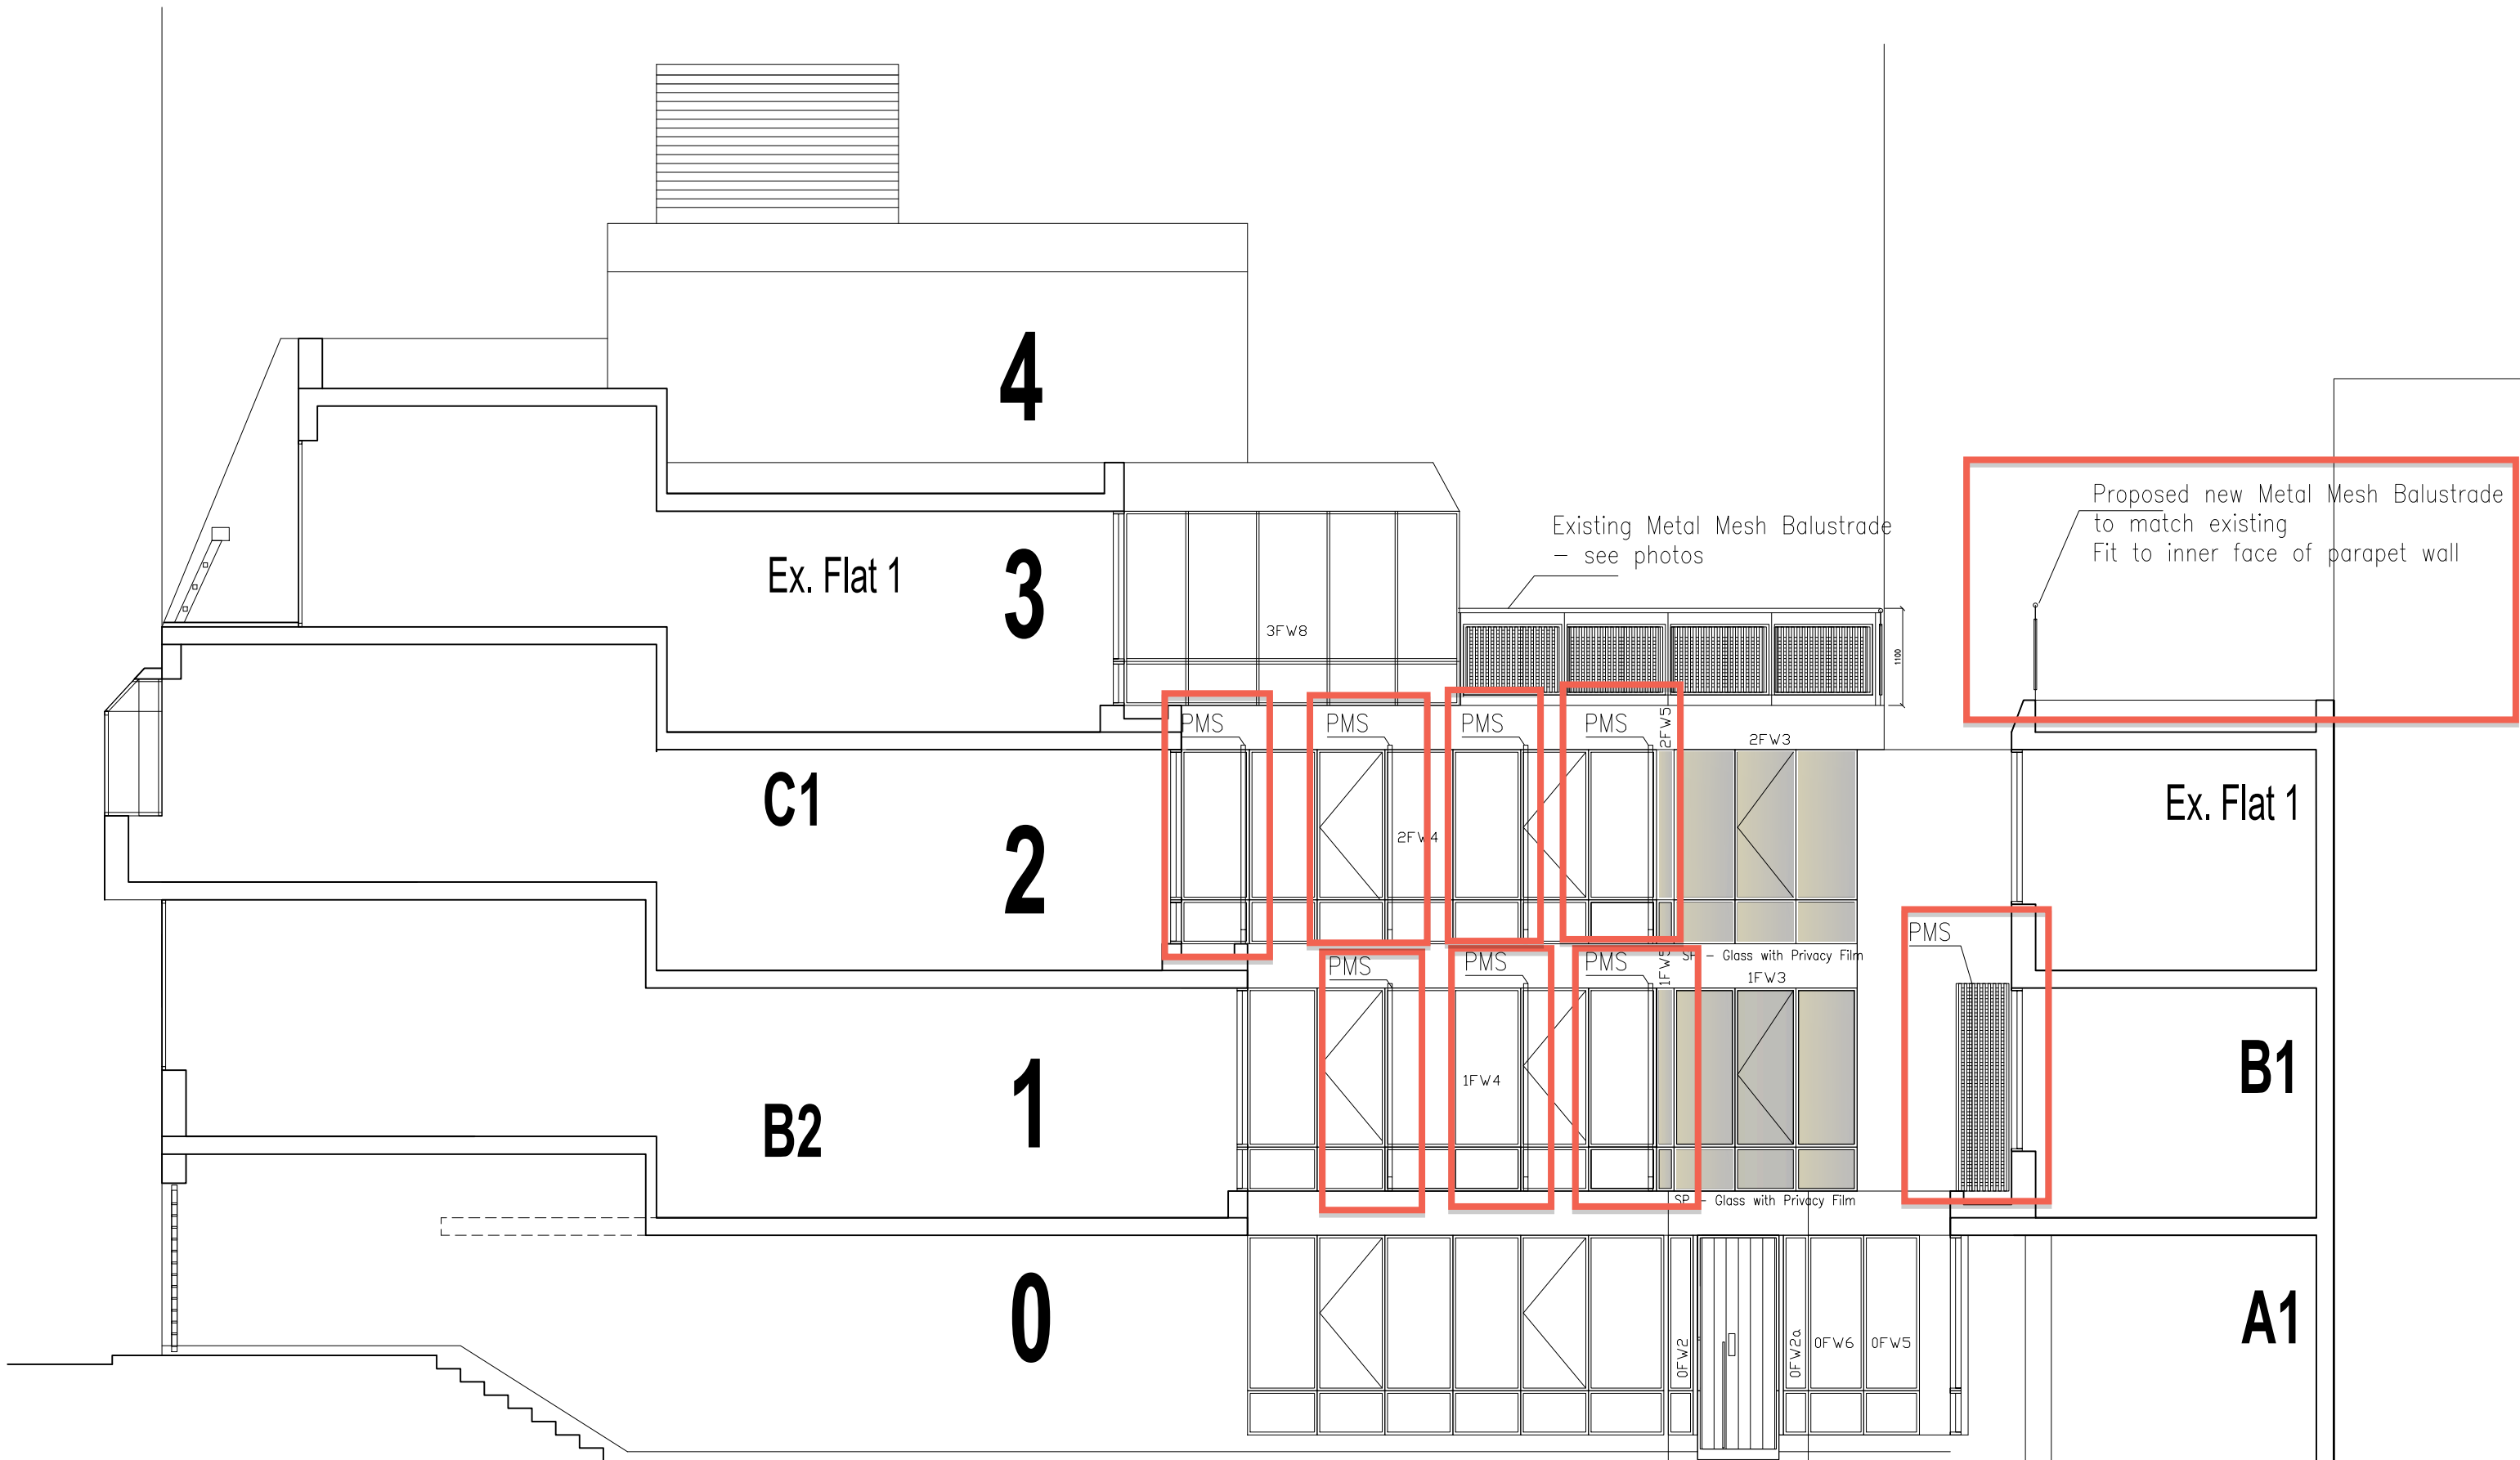 4
Proposed new Metal Mesh Balustrade
to match existing
Fit to inner face of parapet wall
Existing Metal Mesh Balustrade
- see photos
Ex. Flat 1
3
3FW8
1100
PMS
PMS
PMS
PMS
2FW5
2FW3
C1
2
2FW4
Ex. Flat 1
PMS
SP - Glass with Privacy Film
PMS
PMS
PMS
1FW5
1FW3
B2
1
1FW4
B1
SP - Glass with Privacy Film
0
0FW2
0FW2a
0FW6
0FW5
A1